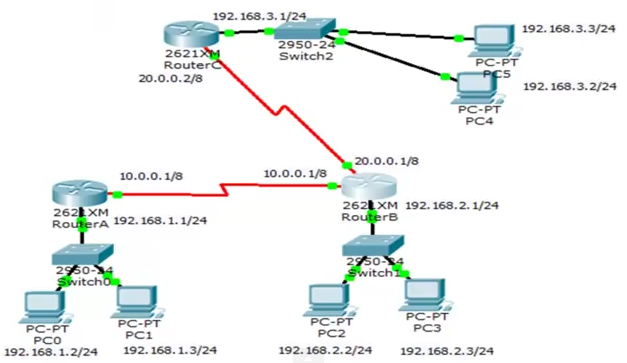 192.168.3.1/24
2621XM
RouterC
20.0.0.2/8
2950-24
Switch2
192.168.3.3/24
PC-PT
PC5
192.168.3.2/24
PC-PT
PC4
20.0.0.1/8
10.0.0.1/8
10.0.0.1/8
2621XM
RouterA
192.168.1.1/24
2621XM
RouterB
192.168.2.1/24
2950-24
Switch0
2950-24
Switch1
PC-PT
PC0
192.168.1.2/24
PC-PT
PC1
192.168.1.3/24
PC-PT
PC2
192.168.2.2/24
PC-PT
PC3
192.168.2.3/24